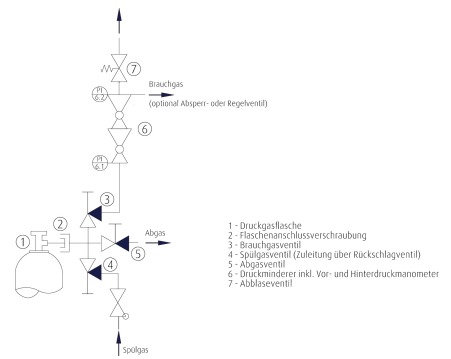 7
PI
6.2
Brauchgas
(optional Absperr- oder Regelventil)
6
PI
6.1
3
2
1
Abgas
5
4
Spülgas
1 - Druckgasflasche
2 - Flaschenanschlussverschraubung
3 - Brauchgasventil
4 - Spülgasventil (Zuleitung über Rückschlagventil)
5 - Abgasventil
6 - Druckminderer inkl. Vor- und Hinterdruckmanometer
7 - Abblaseventil